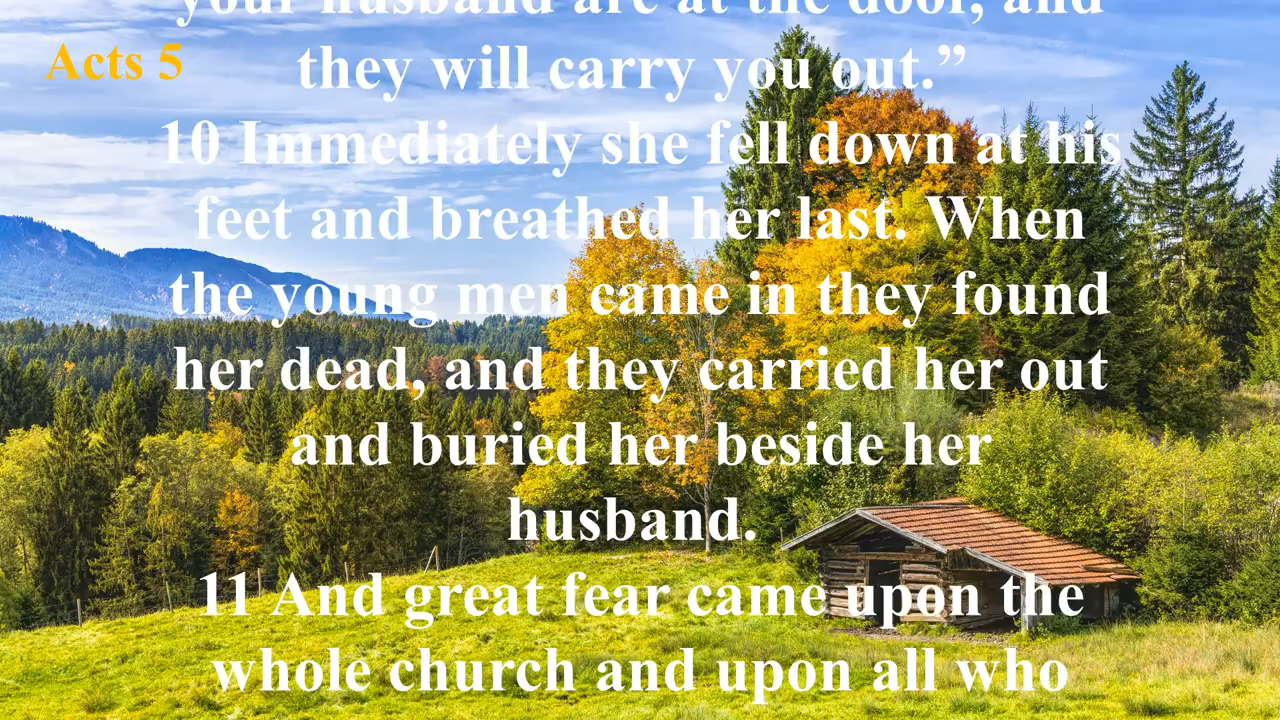 your husband are at the door, and
Acts 5
they will carry you out.”
10 Immediately she fell down at his
feet and breathed her last. When
the young men came in they found
her dead, and they carried her out
and buried her beside her
husband.
11 And great fear came upon the
whole church and upon all who